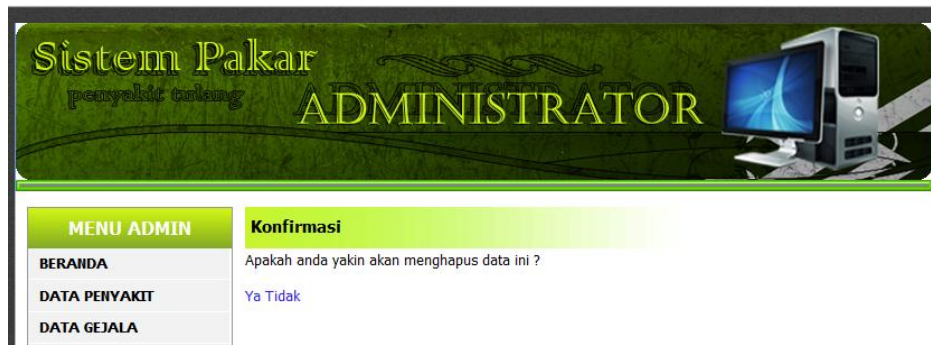 Sistem Pakar
penyakit tulang
ADMINISTRATOR
MENU ADMIN
BERANDA
DATA PENYAKIT
DATA GEJALA
Konfirmasi
Apakah anda yakin akan menghapus data ini ?
Ya Tidak